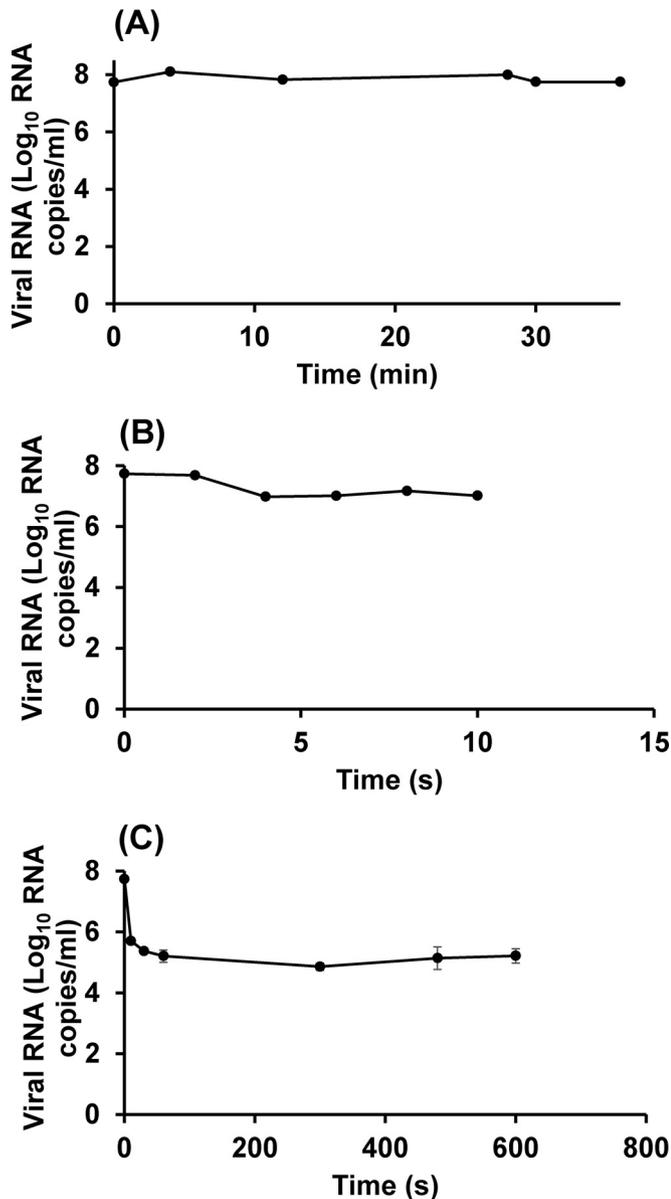 (A)
Viral RNA (Log10 RNA
copies/ml)
8
6
4
2
0
0 10 20 30
Time (min)
(B)
Viral RNA (Log10 RNA
copies/ml)
8
6
4
2
0
0 5 10 15
Time (s)
(C)
Viral RNA (Log10 RNA
copies/ml)
8
6
4
2
0
0 200 400 600 800
Time (s)